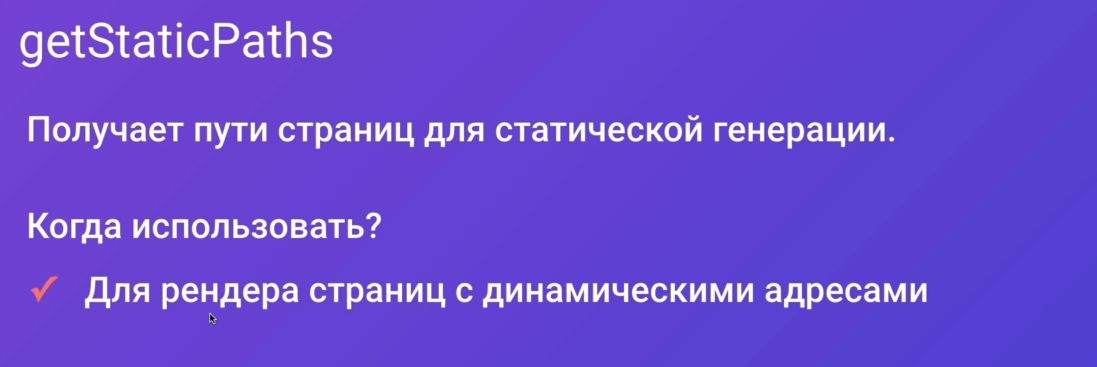 getStaticPaths
Получает пути страниц для статической генерации.
Когда использовать?
✓ Для рендера страниц с динамическими адресами